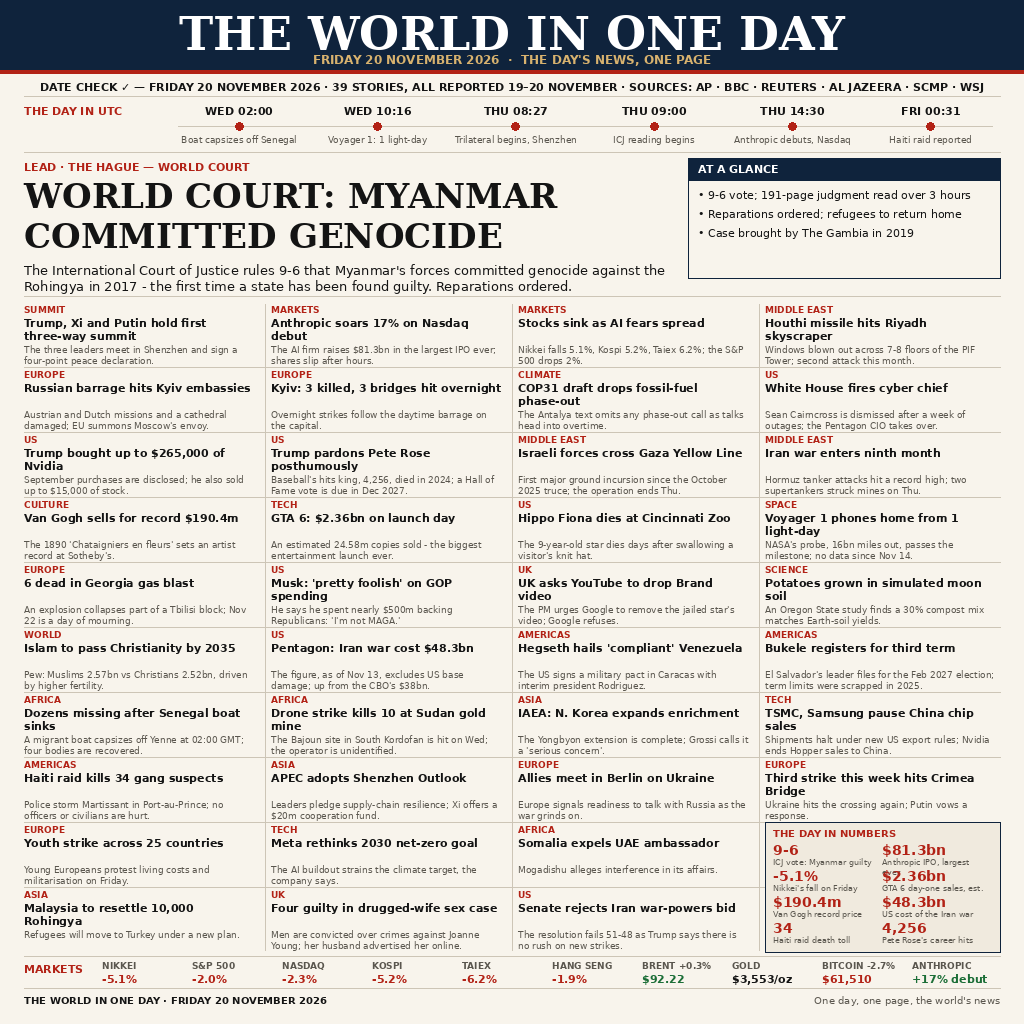 THE WORLD IN ONE DAY
FRIDAY 20 NOVEMBER 2026 · THE DAY'S NEWS, ONE PAGE
DATE CHECK ✓ — FRIDAY 20 NOVEMBER 2026 · 39 STORIES, ALL REPORTED 19–20 NOVEMBER · SOURCES: AP · BBC · REUTERS · AL JAZEERA · SCMP · WSJ
THE DAY IN UTC
WED 02:00
Boat capsizes off Senegal
WED 10:16
Voyager 1: 1 light-day
THU 08:27
Trilateral begins, Shenzhen
THU 09:00
ICJ reading begins
THU 14:30
Anthropic debuts, Nasdaq
FRI 00:31
Haiti raid reported
LEAD · THE HAGUE — WORLD COURT
WORLD COURT: MYANMAR
COMMITTED GENOCIDE
The International Court of Justice rules 9-6 that Myanmar's forces committed genocide against the
Rohingya in 2017 - the first time a state has been found guilty. Reparations ordered.
AT A GLANCE
• 9-6 vote; 191-page judgment read over 3 hours
• Reparations ordered; refugees to return home
• Case brought by The Gambia in 2019
SUMMIT
Trump, Xi and Putin hold first
three-way summit
The three leaders meet in Shenzhen and sign a
four-point peace declaration.
MARKETS
Anthropic soars 17% on Nasdaq
debut
The AI firm raises $81.3bn in the largest IPO ever;
shares slip after hours.
MARKETS
Stocks sink as AI fears spread
Nikkei falls 5.1%, Kospi 5.2%, Taiex 6.2%; the S&P
500 drops 2%.
MIDDLE EAST
Houthi missile hits Riyadh
skyscraper
Windows blown out across 7-8 floors of the PIF
Tower; second attack this month.
EUROPE
Russian barrage hits Kyiv embassies
Austrian and Dutch missions and a cathedral
damaged; EU summons Moscow's envoy.
EUROPE
Kyiv: 3 killed, 3 bridges hit overnight
Overnight strikes follow the daytime barrage on
the capital.
CLIMATE
COP31 draft drops fossil-fuel
phase-out
The Antalya text omits any phase-out call as talks
head into overtime.
US
White House fires cyber chief
Sean Cairncross is dismissed after a week of
outages; the Pentagon CIO takes over.
US
Trump bought up to $265,000 of
Nvidia
September purchases are disclosed; he also sold
up to $15,000 of stock.
US
Trump pardons Pete Rose
posthumously
Baseball's hits king, 4,256, died in 2024; a Hall of
Fame vote is due in Dec 2027.
MIDDLE EAST
Israeli forces cross Gaza Yellow Line
First major ground incursion since the October
2025 truce; the operation ends Thu.
MIDDLE EAST
Iran war enters ninth month
Hormuz tanker attacks hit a record high; two
supertankers struck mines on Thu.
CULTURE
Van Gogh sells for record $190.4m
The 1890 'Chataigniers en fleurs' sets an artist
record at Sotheby's.
TECH
GTA 6: $2.36bn on launch day
An estimated 24.58m copies sold - the biggest
entertainment launch ever.
US
Hippo Fiona dies at Cincinnati Zoo
The 9-year-old star dies days after swallowing a
visitor's knit hat.
SPACE
Voyager 1 phones home from 1
light-day
NASA's probe, 16bn miles out, passes the
milestone; no data since Nov 14.
EUROPE
6 dead in Georgia gas blast
An explosion collapses part of a Tbilisi block; Nov
22 is a day of mourning.
US
Musk: 'pretty foolish' on GOP
spending
He says he spent nearly $500m backing
Republicans: 'I'm not MAGA.'
UK
UK asks YouTube to drop Brand
video
The PM urges Google to remove the jailed star's
video; Google refuses.
SCIENCE
Potatoes grown in simulated moon
soil
An Oregon State study finds a 30% compost mix
matches Earth-soil yields.
WORLD
Islam to pass Christianity by 2035
Pew: Muslims 2.57bn vs Christians 2.52bn, driven
by higher fertility.
US
Pentagon: Iran war cost $48.3bn
The figure, as of Nov 13, excludes US base
damage; up from the CBO's $38bn.
AMERICAS
Hegseth hails 'compliant' Venezuela
The US signs a military pact in Caracas with
interim president Rodriguez.
AMERICAS
Bukele registers for third term
El Salvador's leader files for the Feb 2027 election;
term limits were scrapped in 2025.
AFRICA
Dozens missing after Senegal boat
sinks
A migrant boat capsizes off Yenne at 02:00 GMT;
four bodies are recovered.
AFRICA
Drone strike kills 10 at Sudan gold
mine
The Bajoun site in South Kordofan is hit on Wed;
the operator is unidentified.
ASIA
IAEA: N. Korea expands enrichment
The Yongbyon extension is complete; Grossi calls it
a 'serious concern'.
TECH
TSMC, Samsung pause China chip
sales
Shipments halt under new US export rules; Nvidia
ends Hopper sales to China.
AMERICAS
Haiti raid kills 34 gang suspects
Police storm Martissant in Port-au-Prince; no
officers or civilians are hurt.
ASIA
APEC adopts Shenzhen Outlook
Leaders pledge supply-chain resilience; Xi offers a
$20m cooperation fund.
EUROPE
Allies meet in Berlin on Ukraine
Europe signals readiness to talk with Russia as the
war grinds on.
EUROPE
Third strike this week hits Crimea
Bridge
Ukraine hits the crossing again; Putin vows a
response.
EUROPE
Youth strike across 25 countries
Young Europeans protest living costs and
militarisation on Friday.
TECH
Meta rethinks 2030 net-zero goal
The AI buildout strains the climate target, the
company says.
AFRICA
Somalia expels UAE ambassador
Mogadishu alleges interference in its affairs.
ASIA
Malaysia to resettle 10,000
Rohingya
Refugees will move to Turkey under a new plan.
UK
Four guilty in drugged-wife sex case
Men are convicted over crimes against Joanne
Young; her husband advertised her online.
US
Senate rejects Iran war-powers bid
The resolution fails 51-48 as Trump says there is
no rush on new strikes.
THE DAY IN NUMBERS
9-6
ICJ vote: Myanmar guilty
$81.3bn
Anthropic IPO, largest
-5.1%
Nikkei's fall on Friday
$2.36bn
GTA 6 day-one sales, est.
$190.4m
Van Gogh record price
$48.3bn
US cost of the Iran war
34
Haiti raid death toll
4,256
Pete Rose's career hits
MARKETS
NIKKEI
-5.1%
S&P 500
-2.0%
NASDAQ
-2.3%
KOSPI
-5.2%
TAIEX
-6.2%
HANG SENG
-1.9%
BRENT +0.3%
$92.22
GOLD
$3,553/oz
BITCOIN -2.7%
$61,510
ANTHROPIC
+17% debut
THE WORLD IN ONE DAY · FRIDAY 20 NOVEMBER 2026
One day, one page, the world's news